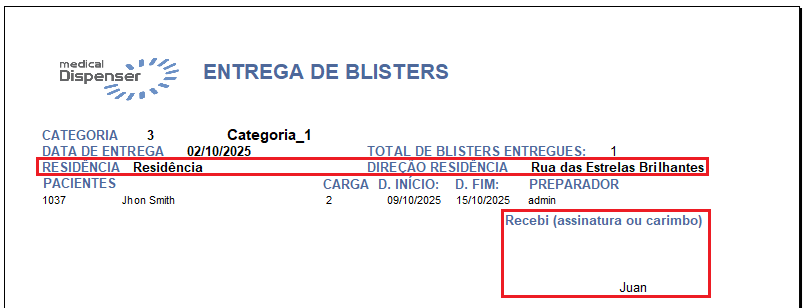 medical
Dispenser
ENTREGA DE BLISTERS
CATEGORIA 3 Categoria_1
DATA DE ENTREGA 02/10/2025 TOTAL DE BLISTERS ENTREGUES: 1
RESIDÊNCIA Residência DIREÇÃO RESIDÊNCIA Rua das Estrelas Brilhantes
PACIENTES CARGA D. INÍCIO: D. FIM: PREPARADOR
1037 Jhon Smith 2 09/10/2025 15/10/2025 admin
Recebi (assinatura ou carimbo)
Juan